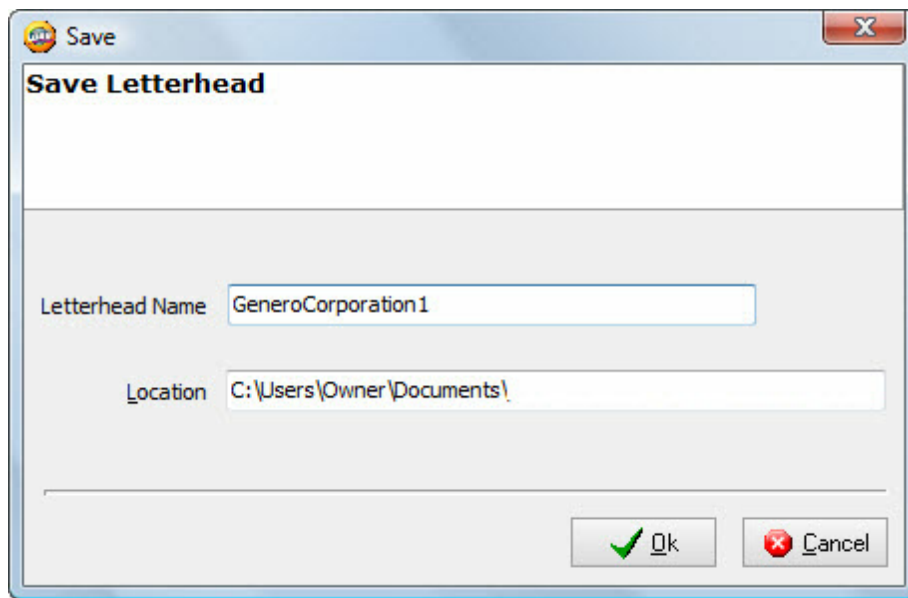 Save
Save Letterhead
Letterhead Name GeneroCorporation1
Location C:\Users\Owner\Documents\
Ok Cancel